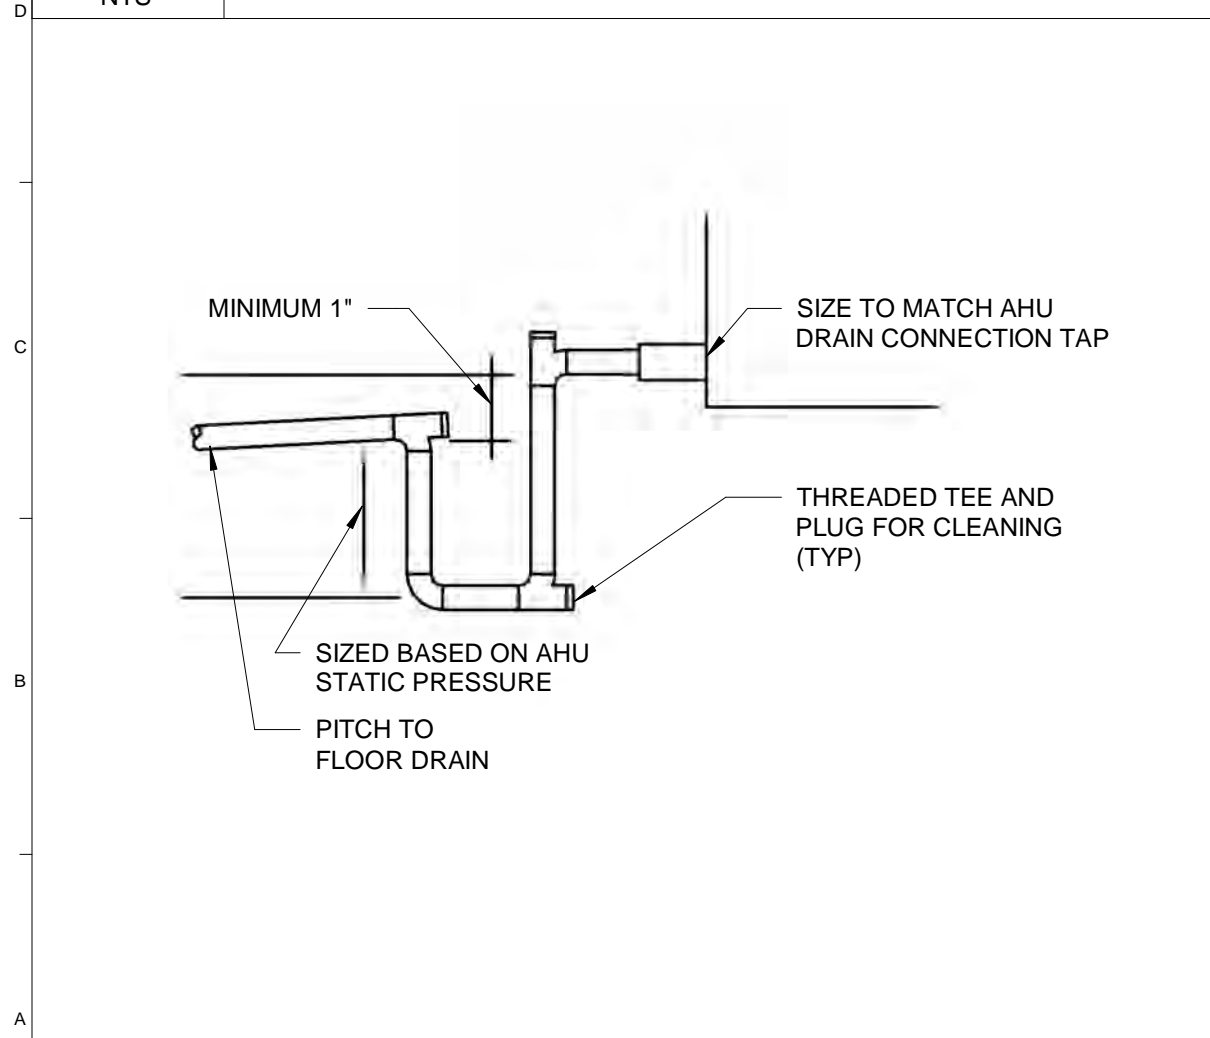 D
NTS
MINIMUM 1"
SIZE TO MATCH AHU
DRAIN CONNECTION TAP
C
THREADED TEE AND
PLUG FOR CLEANING
(TYP)
SIZED BASED ON AHU
STATIC PRESSURE
B
PITCH TO
FLOOR DRAIN
A